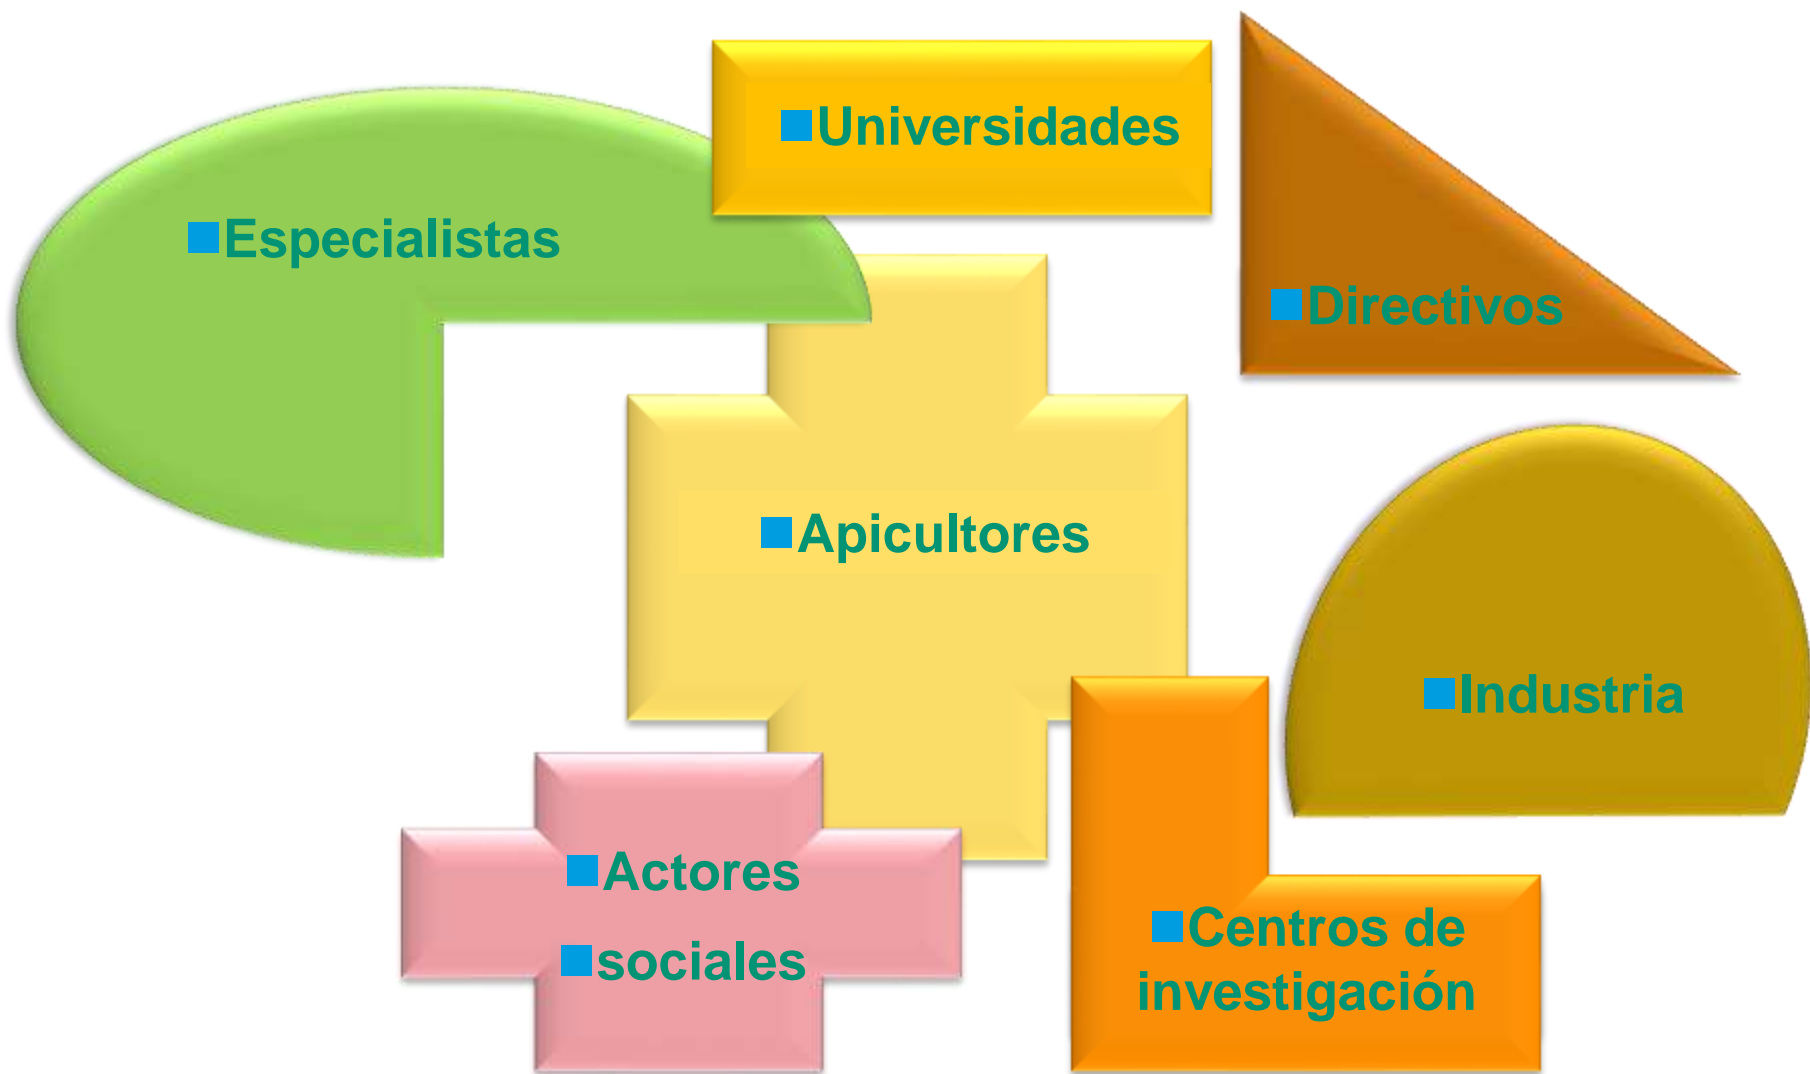 ■Universidades
■Especialistas
■Directivos
■Apicultores
■Industria
■Actores
■sociales
■Centros de
investigación